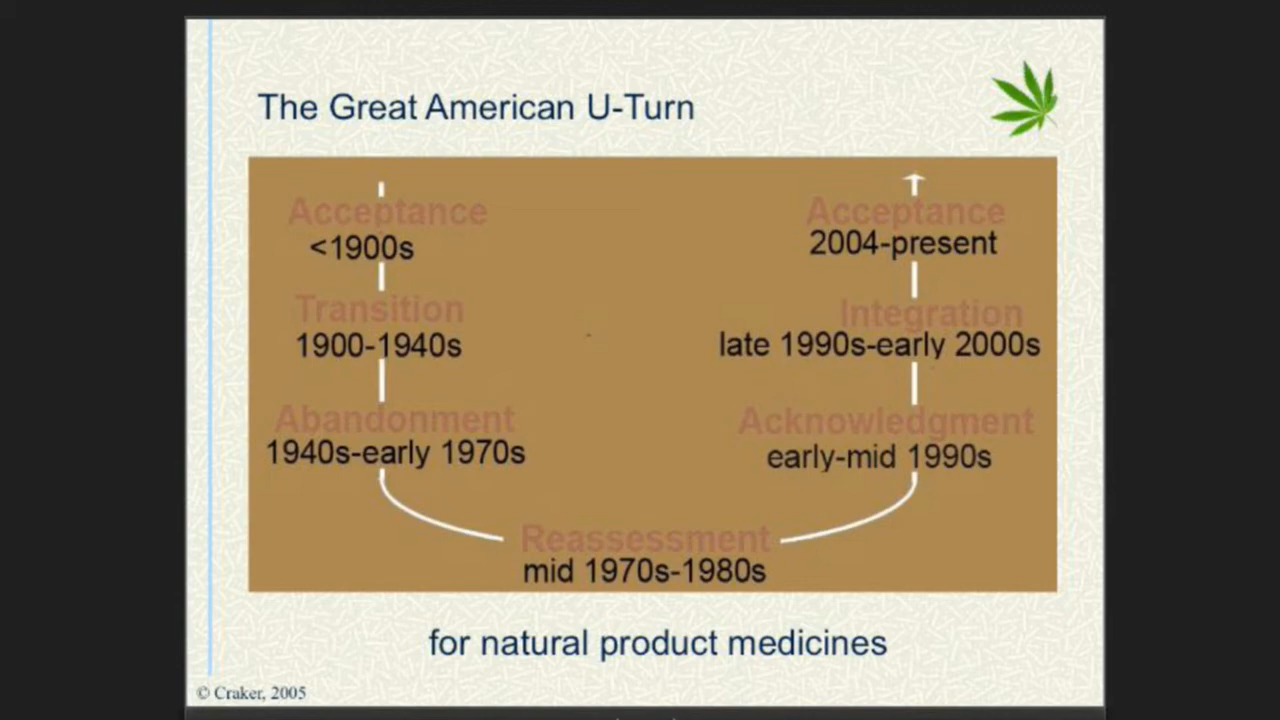 The Great American U-Turn
Acceptance
<1900s
Transition
1900-1940s
Abandonment
1940s-early 1970s
Reassessment
mid 1970s-1980s
Acknowledgment
early-mid 1990s
Integration
late 1990s-early 2000s
Acceptance
2004-present
for natural product medicines
© Craker, 2005